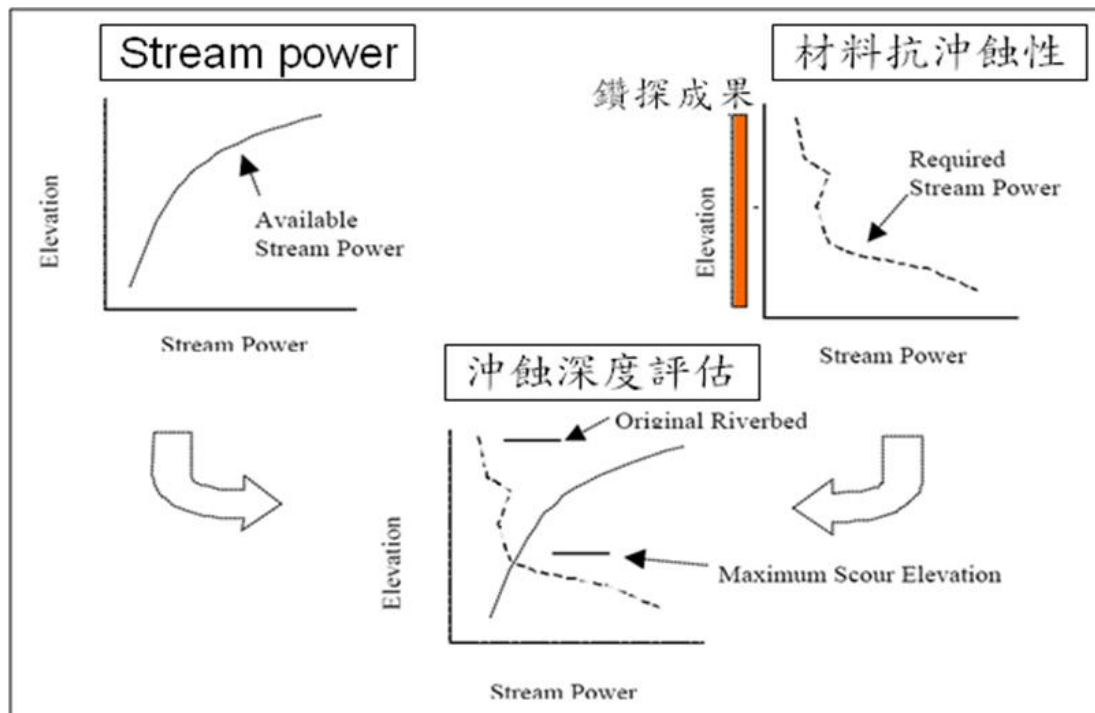 Stream power
Elevation
Available
Stream Power
Stream Power
材料抗沖蝕性
鑽探成果
Elevation
Required
Stream Power
Stream Power
沖蝕深度評估
Original Riverbed
Elevation
Maximum Scour Elevation
Stream Power